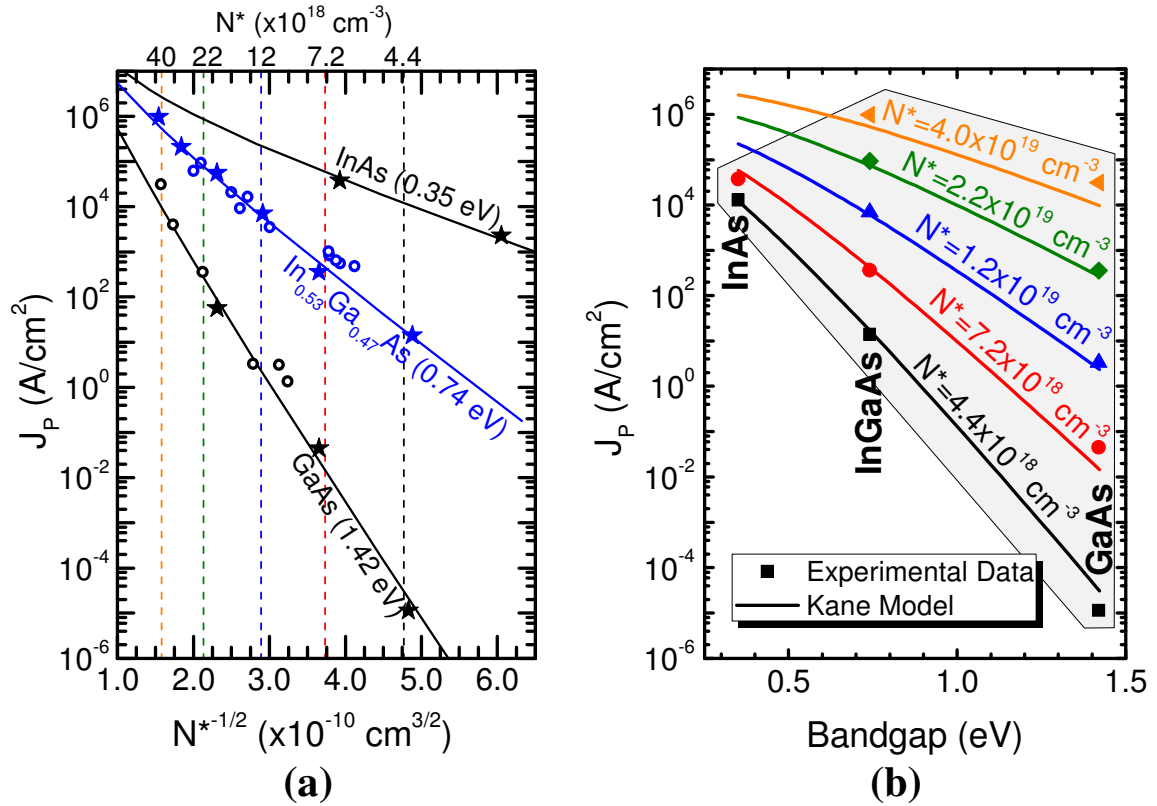 N* (x10^18 cm^-3)
40 22 12 7.2 4.4
10^6
10^4
10^2
10^0
10^-2
10^-4
10^-6
J_P (A/cm^2)
InAs (0.35 eV)
In_0.53Ga_0.47As (0.74 eV)
GaAs (1.42 eV)
1.0 2.0 3.0 4.0 5.0 6.0
N*^-1/2 (x10^-10 cm^3/2)
(a)
10^6
10^4
10^2
10^0
10^-2
10^-4
10^-6
J_P (A/cm^2)
N*=4.0x10^19 cm^-3
N*=2.2x10^19 cm^-3
N*=1.2x10^19 cm^-3
N*=7.2x10^18 cm^-3
N*=4.4x10^18 cm^-3
InAs
InGaAs
GaAs
Experimental Data
Kane Model
0.5 1.0 1.5
Bandgap (eV)
(b)